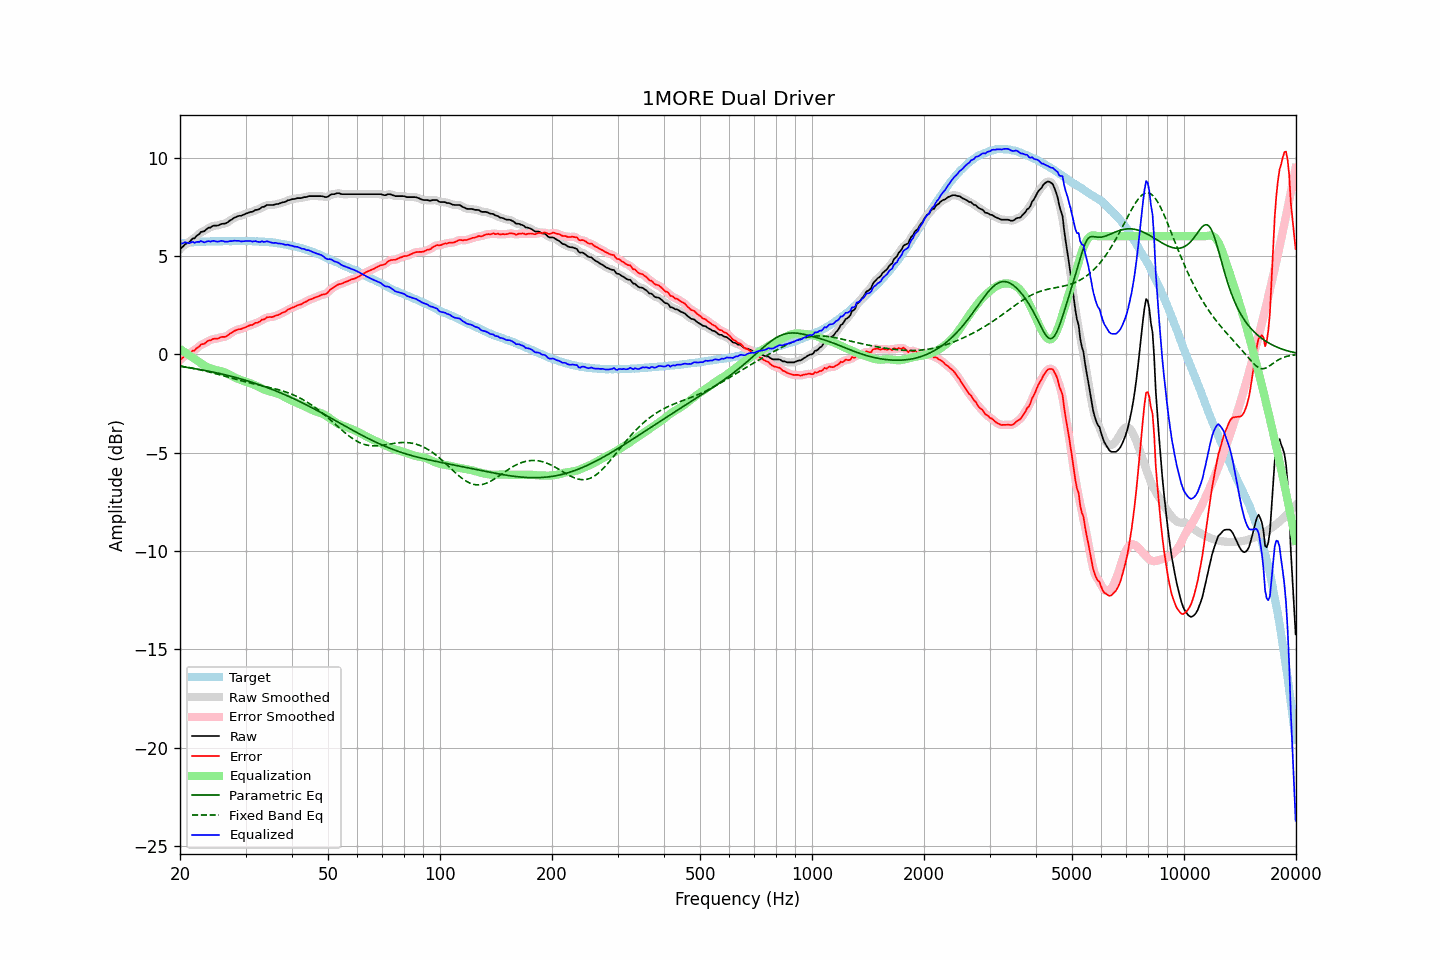 1MORE Dual Driver
Amplitude (dBr)
10
5
0
−5
−10
−15
−20
−25
Target
Raw Smoothed
Error Smoothed
Raw
Error
Equalization
Parametric Eq
Fixed Band Eq
Equalized
20 50 100 200 500 1000 2000 5000 10000 20000
Frequency (Hz)